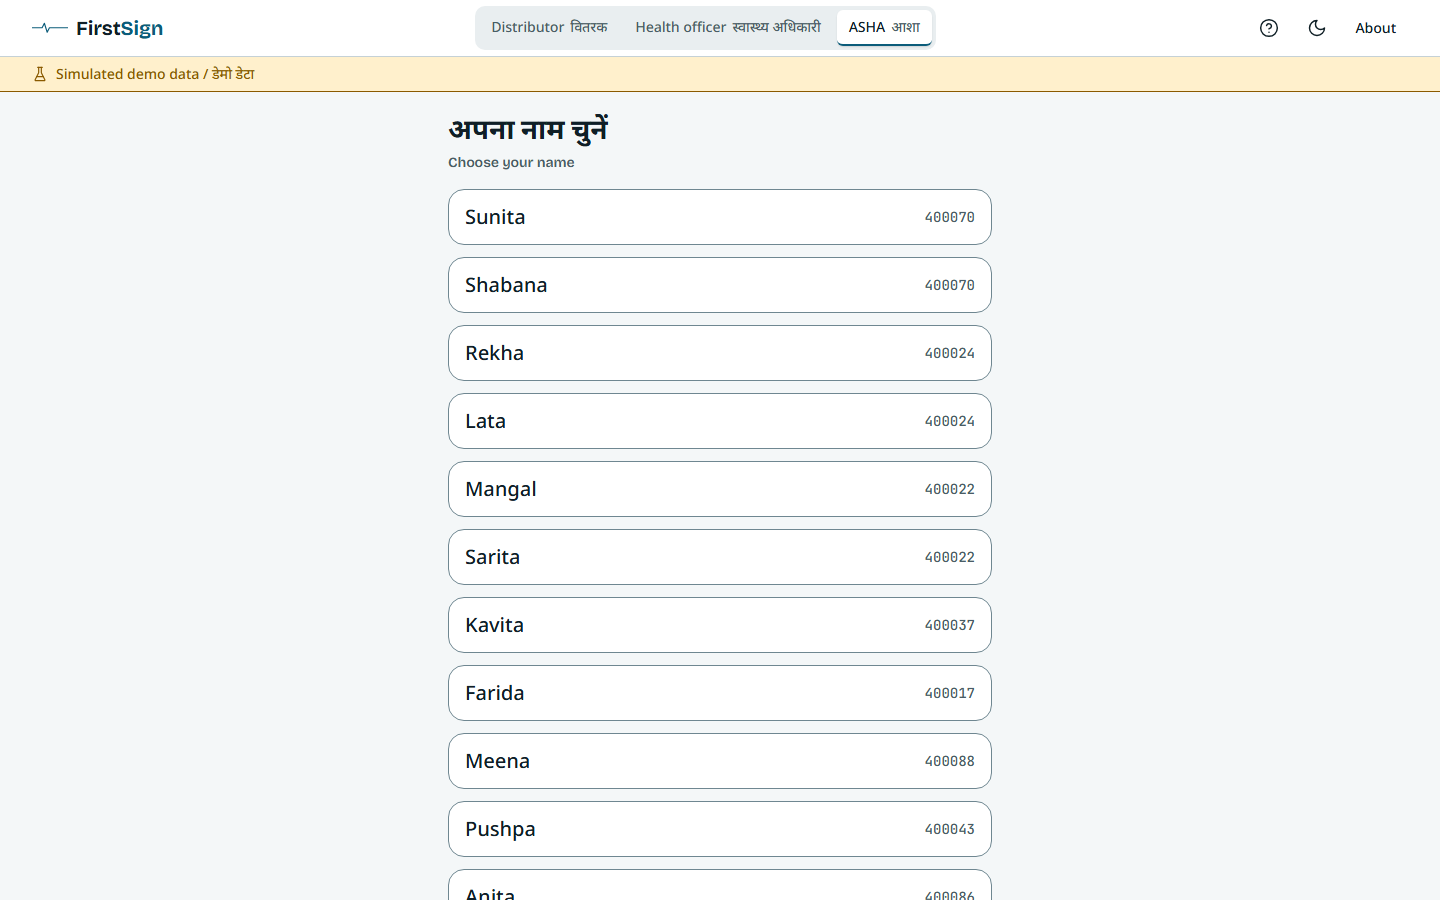 FirstSign
Distributor वितरक
Health officer स्वास्थ्य अधिकारी
ASHA आशा
About
Simulated demo data / डेमो डेटा
अपना नाम चुनें
Choose your name
Sunita 400070
Shabana 400070
Rekha 400024
Lata 400024
Mangal 400022
Sarita 400022
Kavita 400037
Farida 400017
Meena 400088
Pushpa 400043
Anita 400086